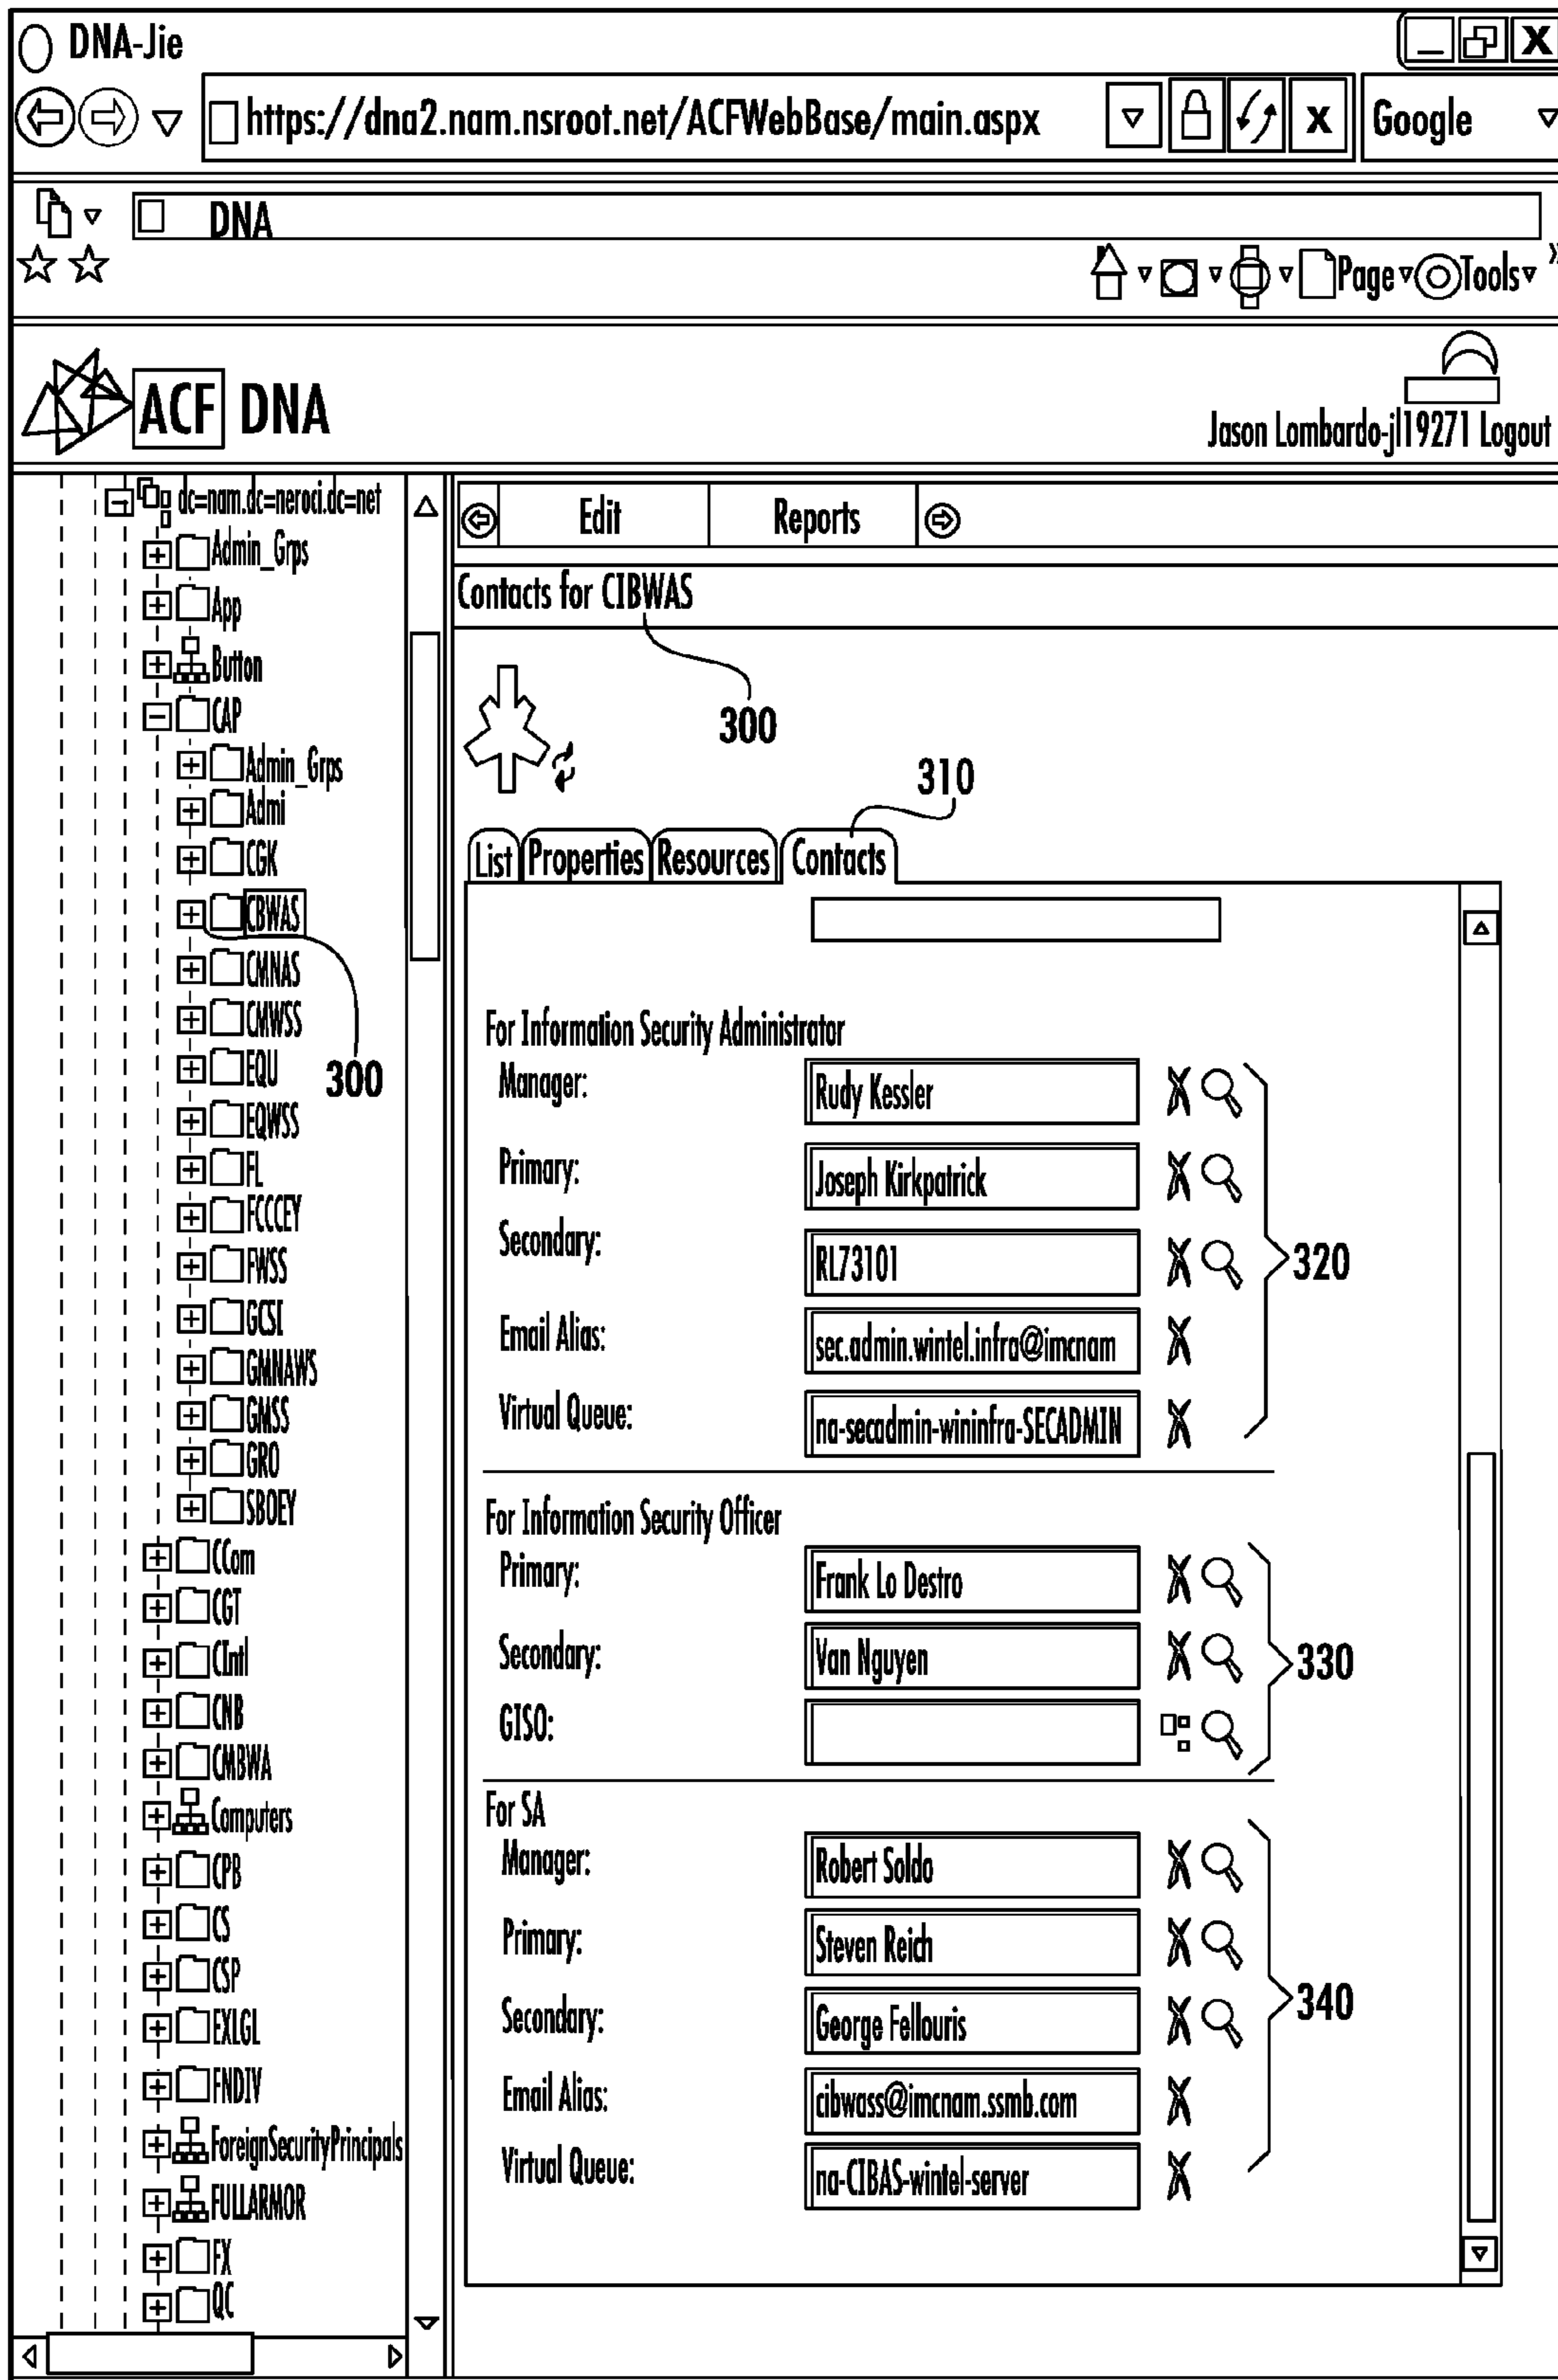 DNA-Jie
https://dna2.nam.nsroot.net/ACFWebBase/main.aspx
Google
DNA
Page
Tools
ACF DNA
Jason Lombardo-jl19271 Logout
dc=nam.dc=neroci.dc=net
Admin_Grps
App
Button
CAP
Admin_Grps
Admi
CGK
CBWAS
CMNAS
CMWSS
EQU
300
EQWSS
FL
FCCCEY
FWSS
GCSI
GMNAWS
GMSS
GRO
SBOEY
CCom
CGT
CIntl
CNB
CMBWA
Computers
CPB
CS
CSP
EXLGL
FNDIV
ForeignSecurityPrincipals
FULLARMOR
FX
QC
Edit Reports
Contacts for CIBWAS
300
310
List Properties Resources Contacts
For Information Security Administrator
Manager: Rudy Kessler
Primary: Joseph Kirkpatrick
Secondary: RL73101
320
Email Alias: sec.admin.wintel.infra@imcnam
Virtual Queue: na-secadmin-wininfra-SECADMIN
For Information Security Officer
Primary: Frank Lo Destro
Secondary: Van Nguyen
330
GISO:
For SA
Manager: Robert Soldo
Primary: Steven Reich
Secondary: George Fellouris
340
Email Alias: cibwass@imcnam.ssmb.com
Virtual Queue: na-CIBAS-wintel-server